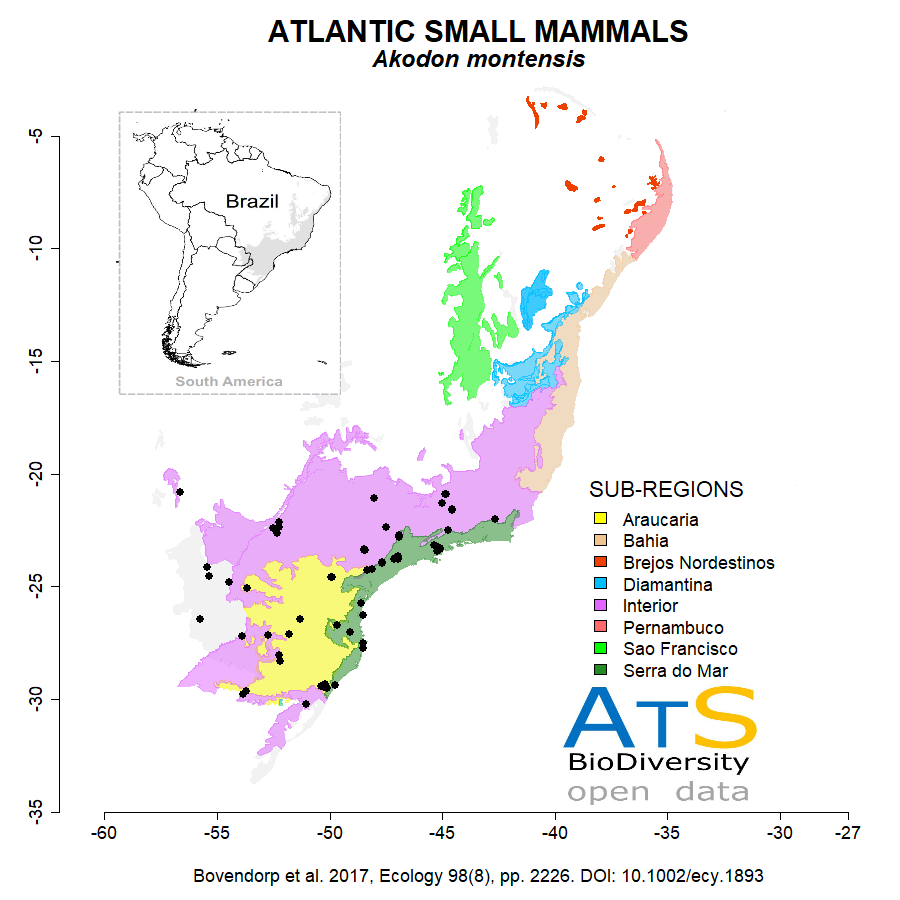 ATLANTIC SMALL MAMMALS
Akodon montensis
Brazil
South America
-5
-10
-15
-20
-25
-30
-35
-60
-55
-50
-45
-40
-35
-30
-27
SUB-REGIONS
Araucaria
Bahia
Brejos Nordestinos
Diamantina
Interior
Pernambuco
Sao Francisco
Serra do Mar
ATS
BioDiversity
open data
Bovendorp et al. 2017, Ecology 98(8), pp. 2226. DOI: 10.1002/ecy.1893